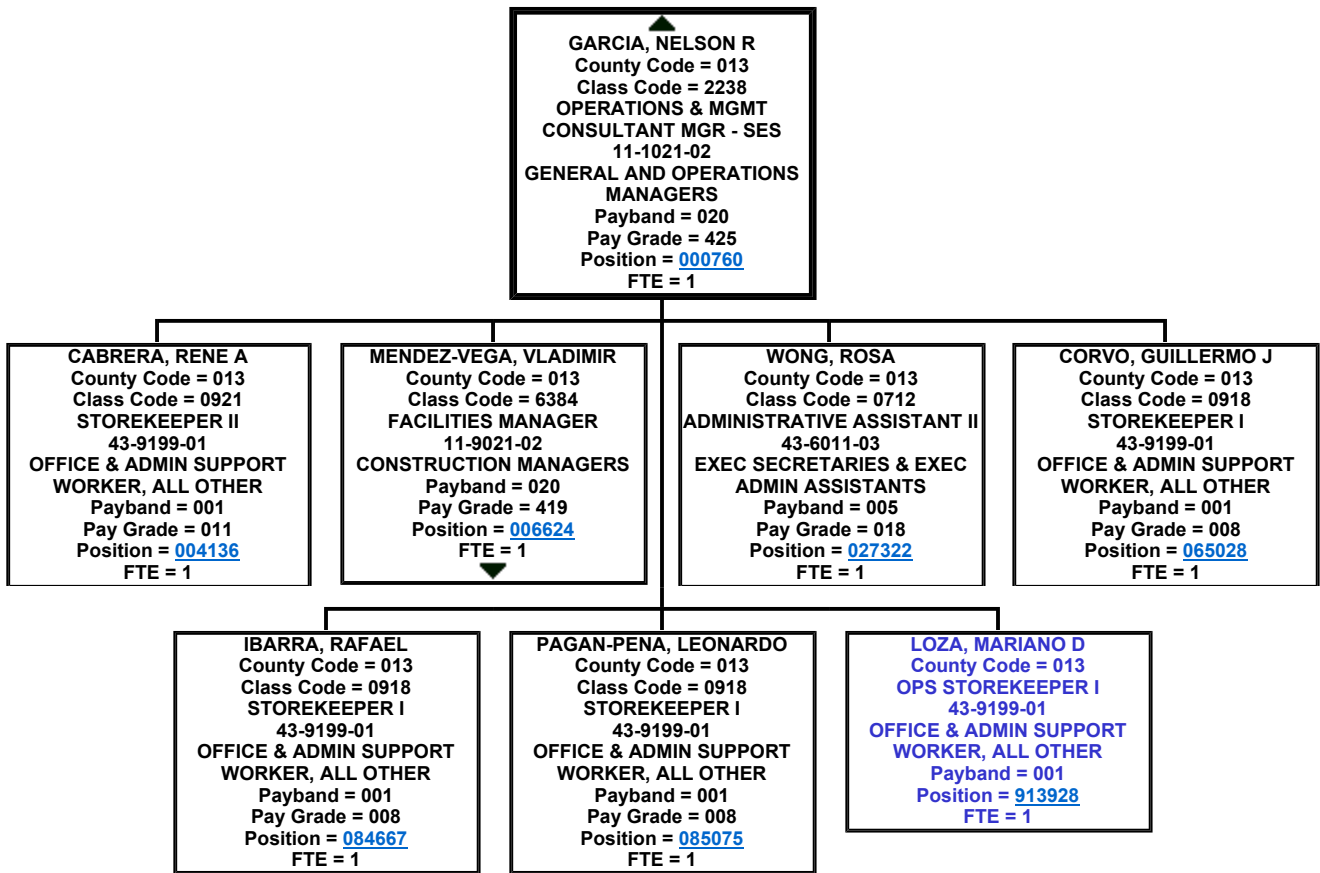 GARCIA, NELSON R
County Code = 013
Class Code = 2238
OPERATIONS & MGMT
CONSULTANT MGR - SES
11-1021-02
GENERAL AND OPERATIONS
MANAGERS
Payband = 020
Pay Grade = 425
Position = 000760
FTE = 1
CABRERA, RENE A
County Code = 013
Class Code = 0921
STOREKEEPER II
43-9199-01
OFFICE & ADMIN SUPPORT
WORKER, ALL OTHER
Payband = 001
Pay Grade = 011
Position = 004136
FTE = 1
MENDEZ-VEGA, VLADIMIR
County Code = 013
Class Code = 6384
FACILITIES MANAGER
11-9021-02
CONSTRUCTION MANAGERS
Payband = 020
Pay Grade = 419
Position = 006624
FTE = 1
WONG, ROSA
County Code = 013
Class Code = 0712
ADMINISTRATIVE ASSISTANT II
43-6011-03
EXEC SECRETARIES & EXEC
ADMIN ASSISTANTS
Payband = 005
Pay Grade = 018
Position = 027322
FTE = 1
CORVO, GUILLERMO J
County Code = 013
Class Code = 0918
STOREKEEPER I
43-9199-01
OFFICE & ADMIN SUPPORT
WORKER, ALL OTHER
Payband = 001
Pay Grade = 008
Position = 065028
FTE = 1
IBARRA, RAFAEL
County Code = 013
Class Code = 0918
STOREKEEPER I
43-9199-01
OFFICE & ADMIN SUPPORT
WORKER, ALL OTHER
Payband = 001
Pay Grade = 008
Position = 084667
FTE = 1
PAGAN-PENA, LEONARDO
County Code = 013
Class Code = 0918
STOREKEEPER I
43-9199-01
OFFICE & ADMIN SUPPORT
WORKER, ALL OTHER
Payband = 001
Pay Grade = 008
Position = 085075
FTE = 1
LOZA, MARIANO D
County Code = 013
OPS STOREKEEPER I
43-9199-01
OFFICE & ADMIN SUPPORT
WORKER, ALL OTHER
Payband = 001
Position = 913928
FTE = 1